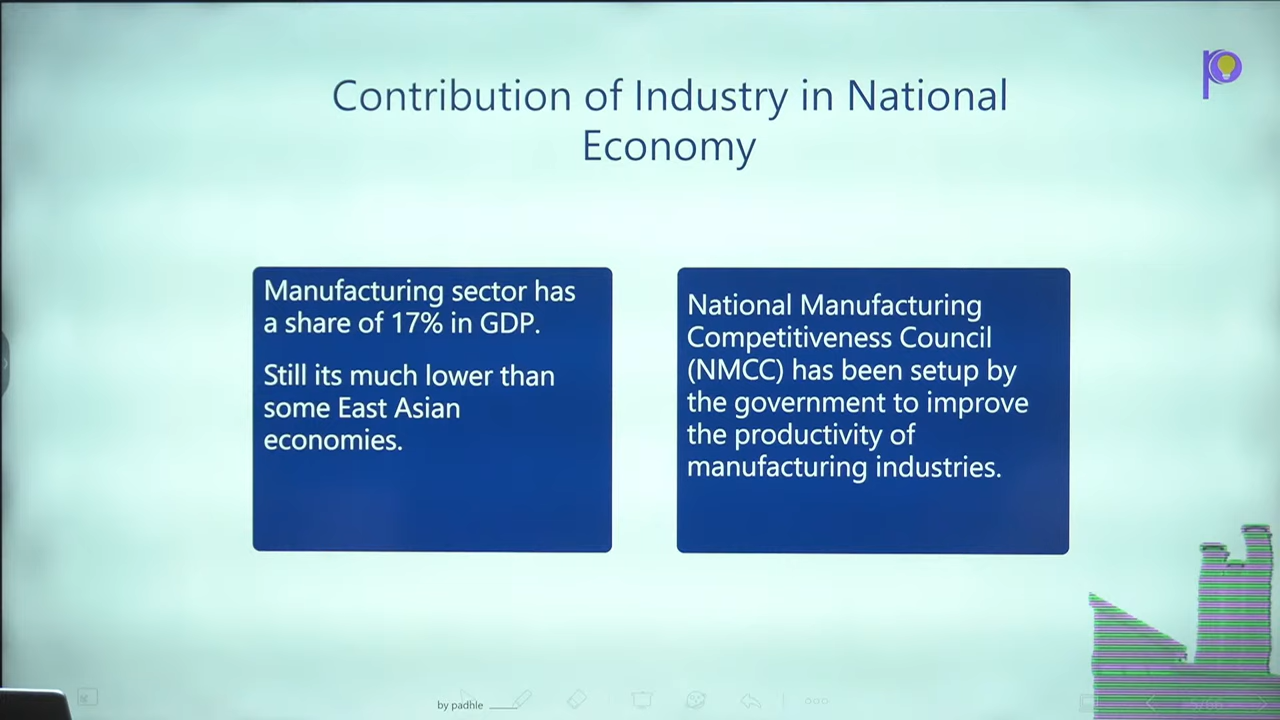 Contribution of Industry in National
Economy
Manufacturing sector has
a share of 17% in GDP.
Still its much lower than
some East Asian
economies.
National Manufacturing
Competitiveness Council
(NMCC) has been setup by
the government to improve
the productivity of
manufacturing industries.
by padhle